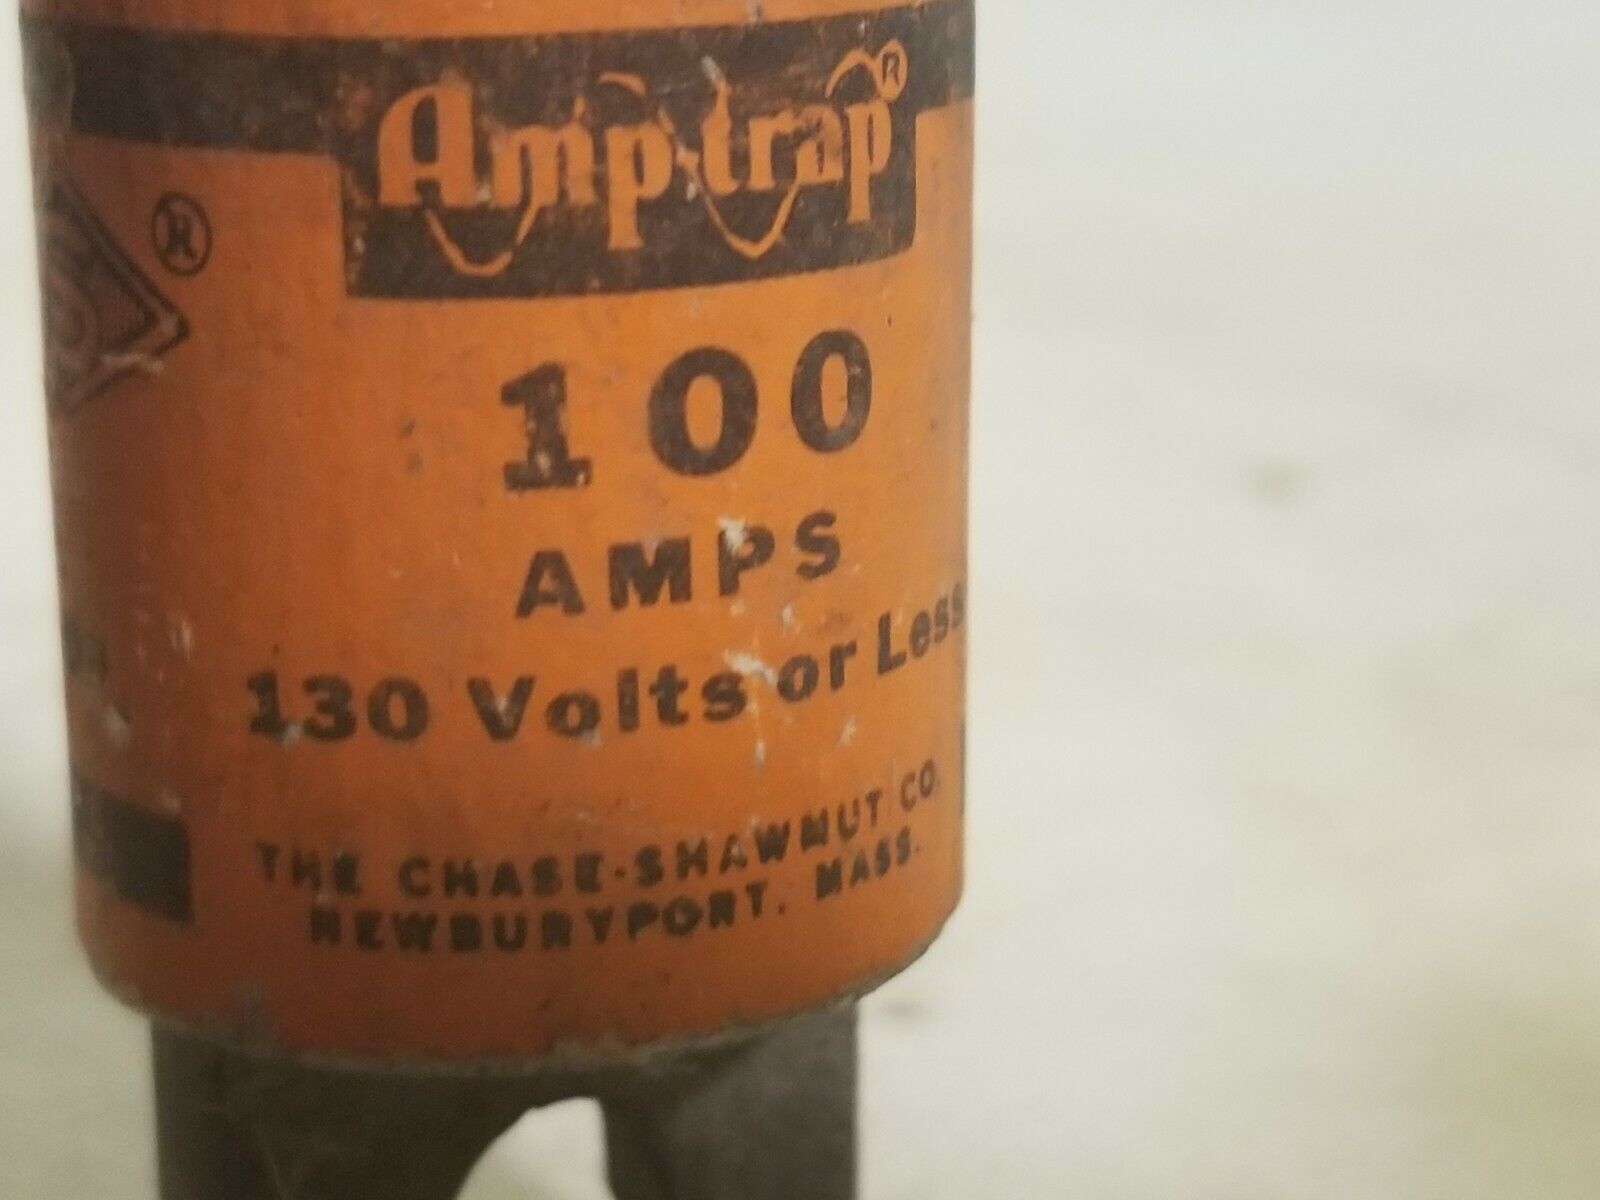 Amp-trap®
®
100
AMPS
130 Volts or Less
THE CHASE-SHAWMUT CO.
NEWBURYPORT, MASS.